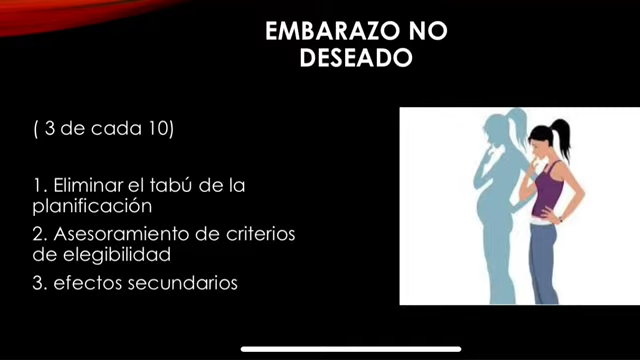 EMBARAZO NO
DESEADO
( 3 de cada 10)
1. Eliminar el tabú de la
planificación
2. Asesoramiento de criterios
de elegibilidad
3. efectos secundarios